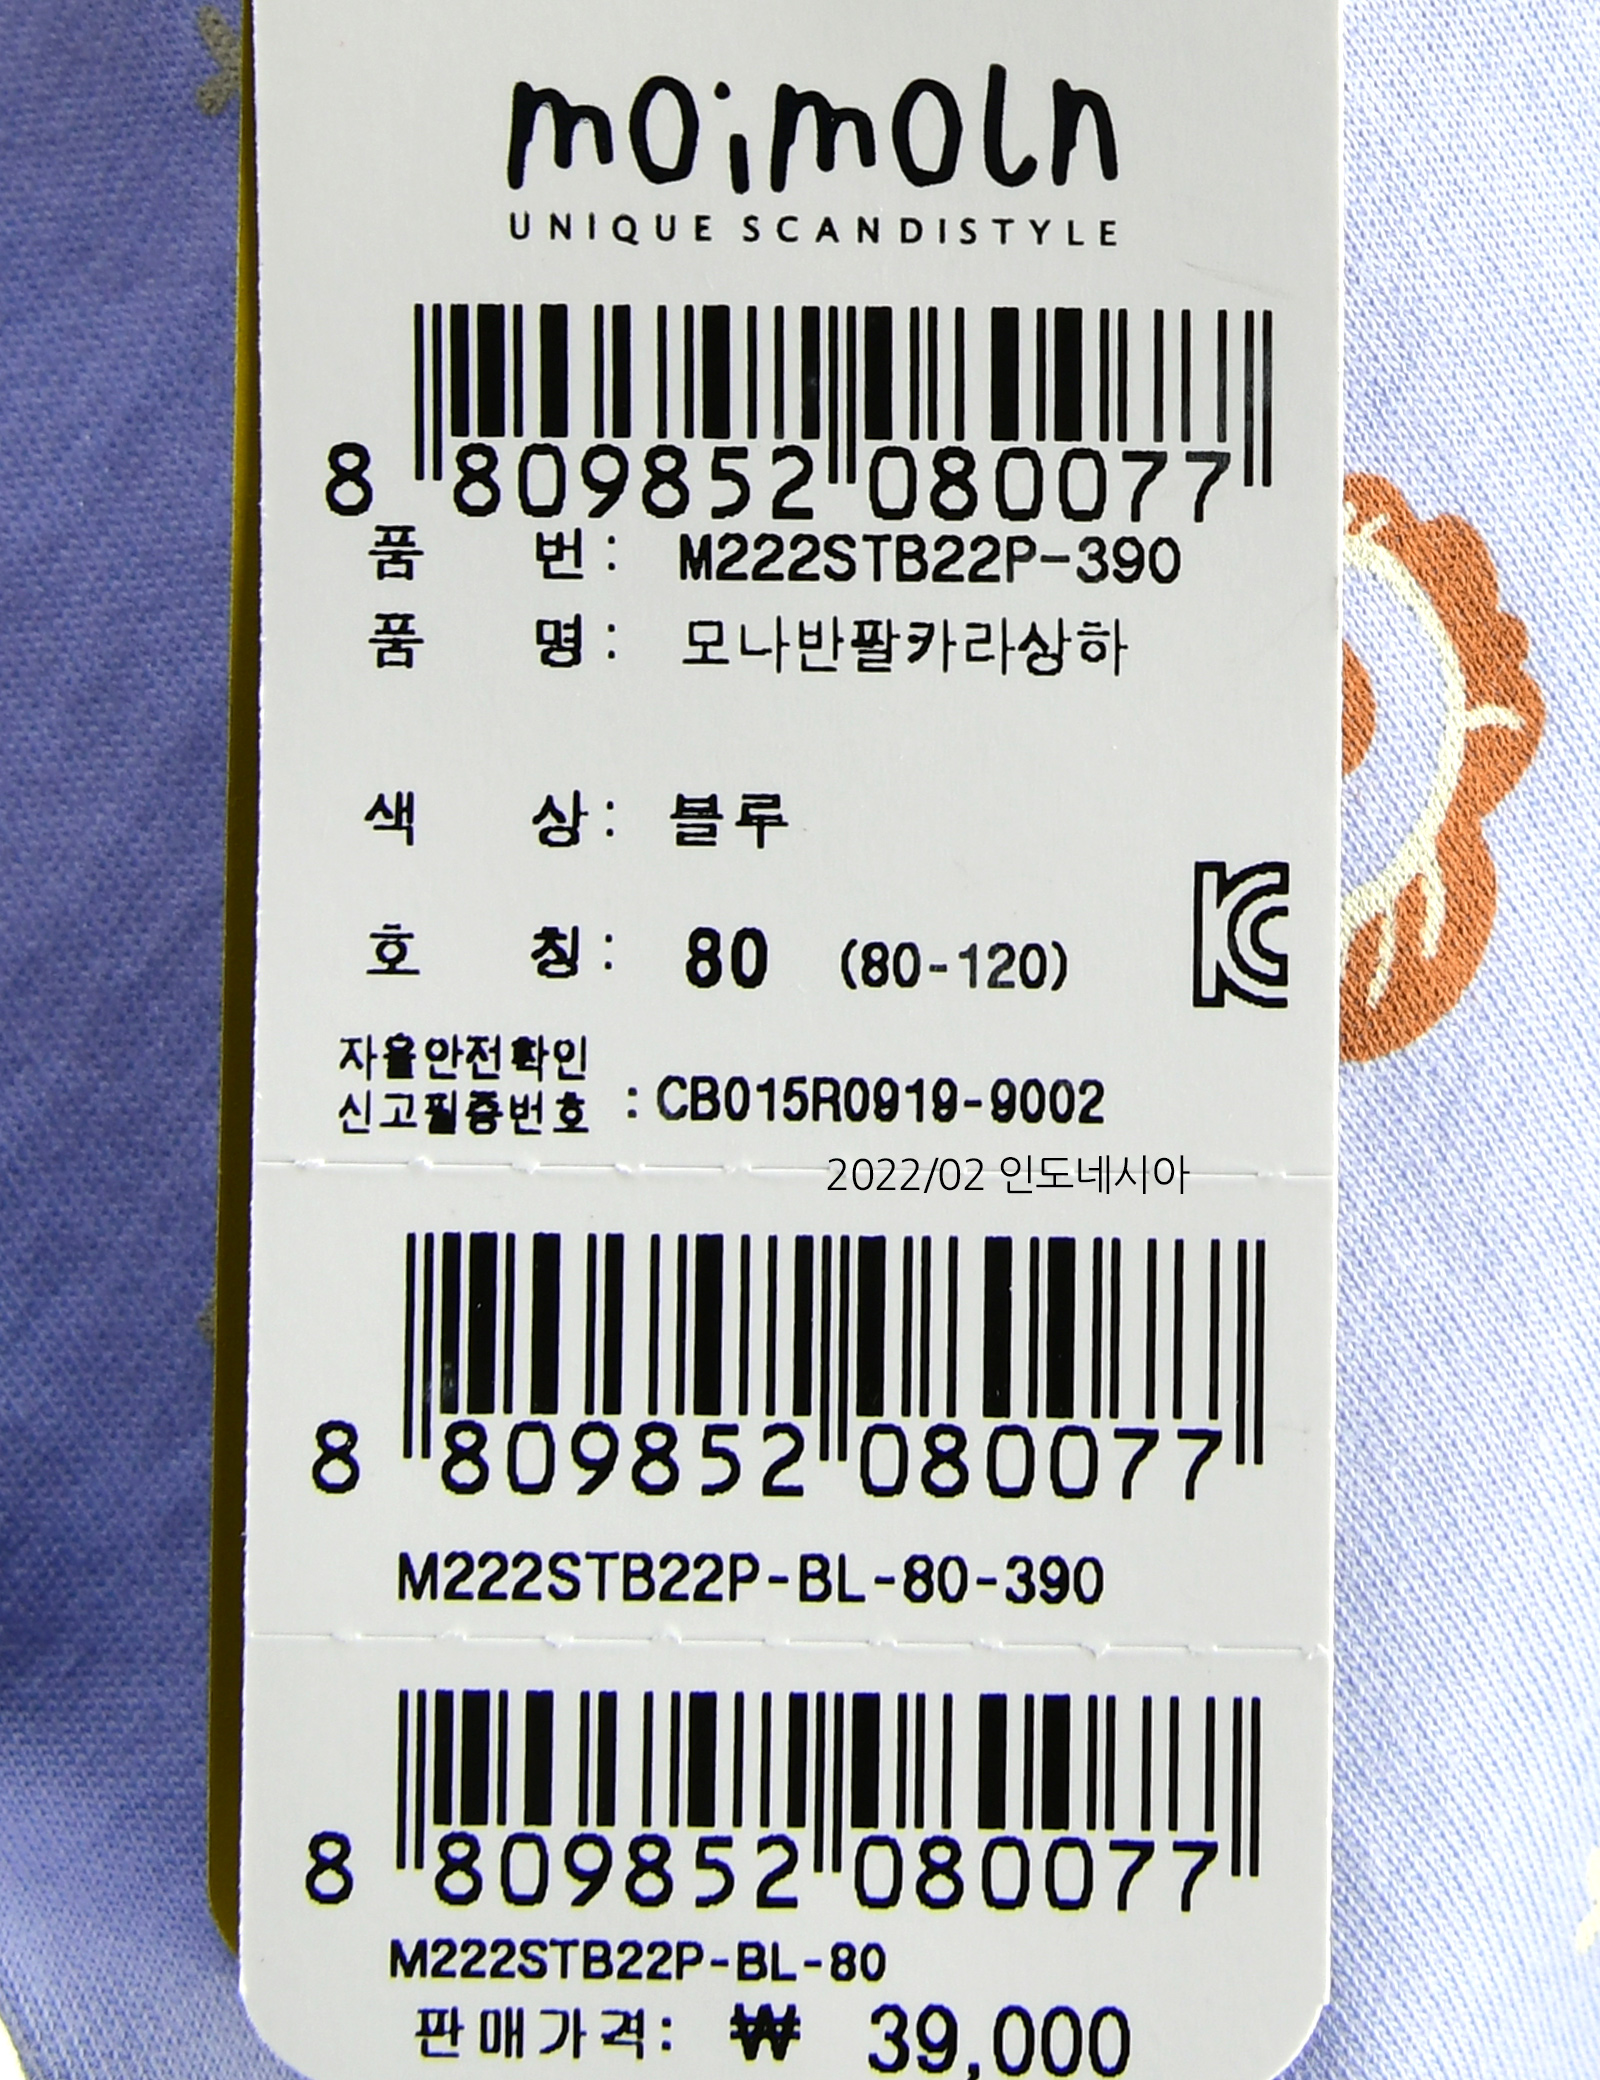 moimoln
UNIQUE SCANDISTYLE
8 809852 080077
품 번 : M222STB22P-390
품 명 : 모나반팔카라상하
색 상 : 블루
호 칭 : 80 (80-120)
KC
자율안전확인
신고필증번호 : CB015R0919-9002
2022/02 인도네시아
8 809852 080077
M222STB22P-BL-80-390
8 809852 080077
M222STB22P-BL-80
판매가격: ₩ 39,000